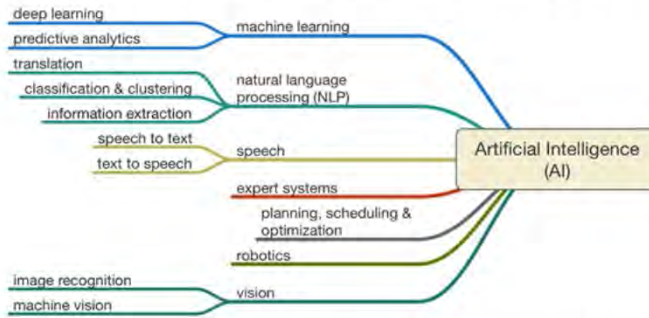 deep learning
predictive analytics
machine learning
translation
classification & clustering
information extraction
natural language
processing (NLP)
speech to text
text to speech
speech
expert systems
planning, scheduling &
optimization
robotics
image recognition
machine vision
vision
Artificial Intelligence
(AI)